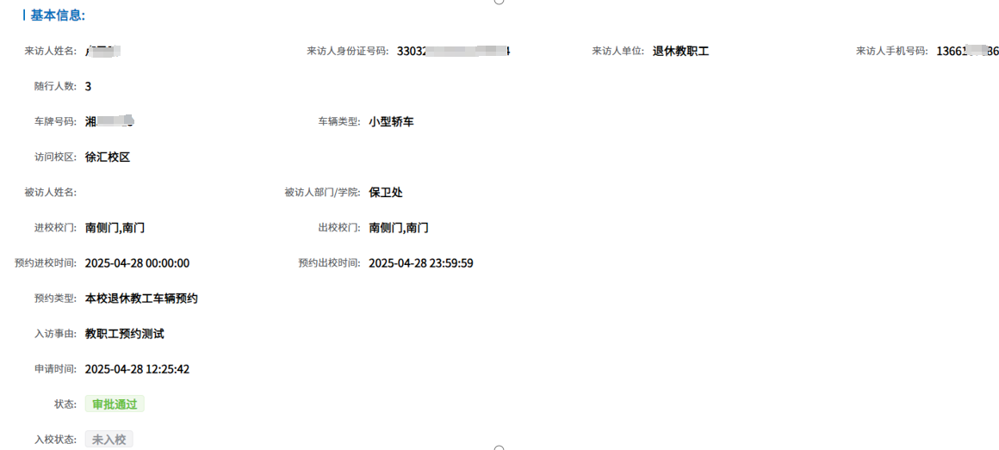 基本信息:
来访人姓名: 来访人身份证号码: 33032 4 来访人单位: 退休教职工 来访人手机号码: 13661 86
随行人数: 3
车牌号码: 湘 车辆类型: 小型轿车
访问校区: 徐汇校区
被访人姓名: 被访人部门/学院: 保卫处
进校校门: 南侧门,南门 出校校门: 南侧门,南门
预约进校时间: 2025-04-28 00:00:00 预约出校时间: 2025-04-28 23:59:59
预约类型: 本校退休教工车辆预约
入访事由: 教职工预约测试
申请时间: 2025-04-28 12:25:42
状态: 审批通过
入校状态: 未入校